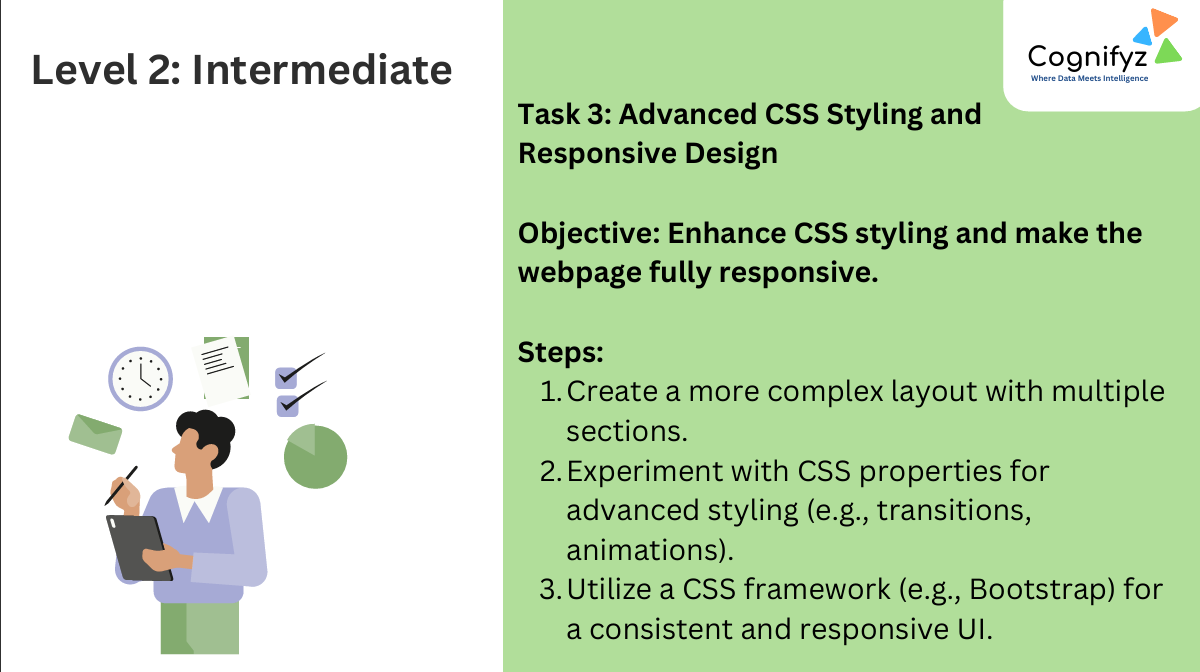 Level 2: Intermediate
Cognifyz
Where Data Meets Intelligence
Task 3: Advanced CSS Styling and
Responsive Design
Objective: Enhance CSS styling and make the
webpage fully responsive.
Steps:
1. Create a more complex layout with multiple
sections.
2. Experiment with CSS properties for
advanced styling (e.g., transitions,
animations).
3. Utilize a CSS framework (e.g., Bootstrap) for
a consistent and responsive UI.